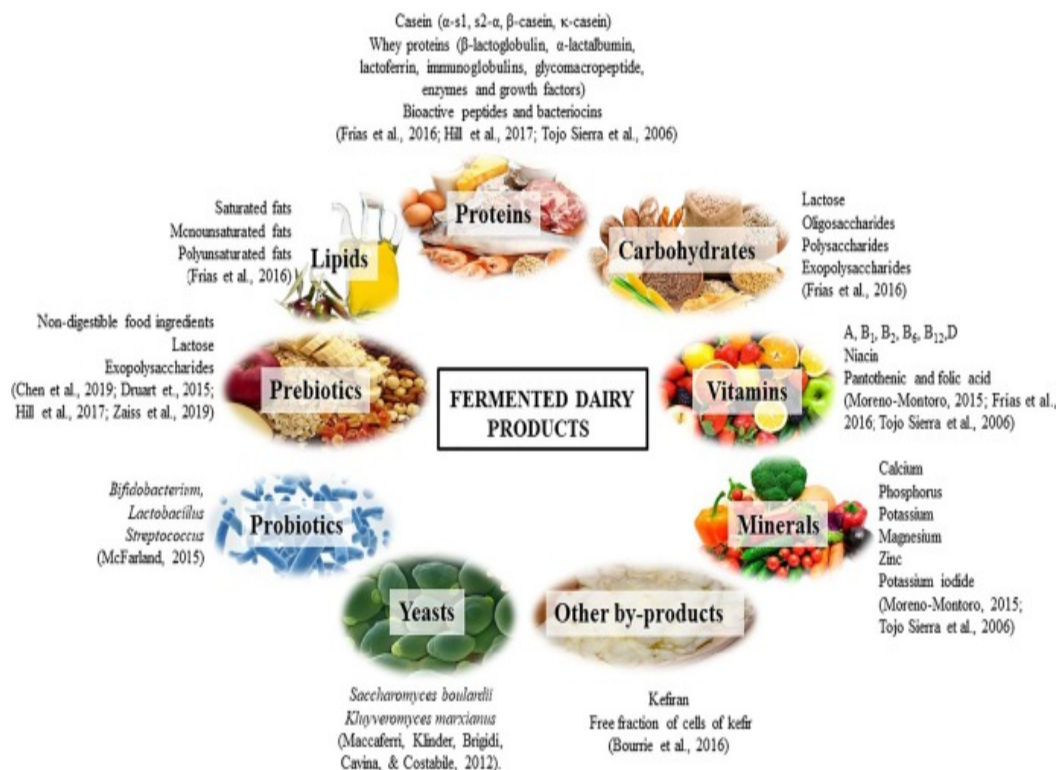 Casein (α-s1, s2-α, β-casein, κ-casein)
Whey proteins (β-lactoglobulin, α-lactalbumin,
lactoferrin, immunoglobulins, glycomacropeptide,
enzymes and growth factors)
Bioactive peptides and bacteriocins
(Frías et al., 2016; Hill et al., 2017; Tojo Sierra et al., 2006)
Proteins
Saturated fats
Monounsaturated fats
Polyunsaturated fats
(Frias et al., 2016)
Lipids
Carbohydrates
Lactose
Oligosaccharides
Polysaccharides
Exopolysaccharides
(Frias et al., 2016)
Non-digestible food ingredients
Lactose
Exopolysaccharides
(Chen et al., 2019; Druart et., 2015;
Hill et al., 2017; Zaiss et al., 2019)
Prebiotics
FERMENTED DAIRY
PRODUCTS
Vitamins
A, B1, B2, B6, B12,D
Niacin
Pantothenic and folic acid
(Moreno-Montoro, 2015; Frias et al.,
2016; Tojo Sierra et al., 2006)
Bifidobacterism,
Lactobacillus
Streptococcus
(McFarland, 2015)
Probiotics
Minerals
Calcium
Phosphorus
Potassium
Magnesium
Zinc
Potassium iodide
(Moreno-Montoro, 2015;
Tojo Sierra et al., 2006)
Yeasts
Saccharomyces boulardii
Kluyveromyces marxianus
(Maccaferri, Klinder, Brigidi,
Cavina, & Costabile, 2012).
Other by-products
Kefiran
Free fraction of cells of kefir
(Bourrie et al., 2016)